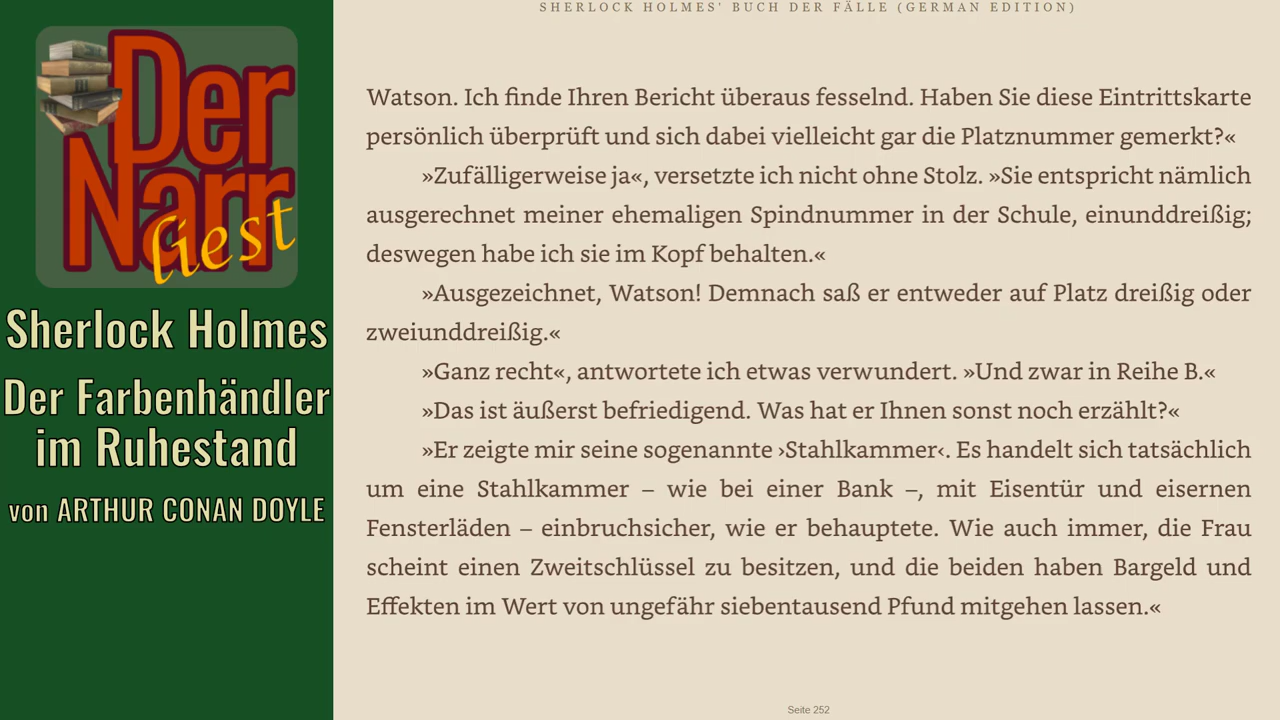 Der
Narr
liest
Sherlock Holmes
Der Farbenhändler
im Ruhestand
von ARTHUR CONAN DOYLE
SHERLOCK HOLMES' BUCH DER FÄLLE (GERMAN EDITION)
Watson. Ich finde Ihren Bericht überaus fesselnd. Haben Sie diese Eintrittskarte
persönlich überprüft und sich dabei vielleicht gar die Platznummer gemerkt?«
»Zufälligerweise ja«, versetzte ich nicht ohne Stolz. »Sie entspricht nämlich
ausgerechnet meiner ehemaligen Spindnummer in der Schule, einunddreißig;
deswegen habe ich sie im Kopf behalten.«
»Ausgezeichnet, Watson! Demnach saß er entweder auf Platz dreißig oder
zweiunddreißig.«
»Ganz recht«, antwortete ich etwas verwundert. »Und zwar in Reihe B.«
»Das ist äußerst befriedigend. Was hat er Ihnen sonst noch erzählt?«
»Er zeigte mir seine sogenannte ›Stahlkammer‹. Es handelt sich tatsächlich
um eine Stahlkammer – wie bei einer Bank –, mit Eisentür und eisernen
Fensterläden – einbruchsicher, wie er behauptete. Wie auch immer, die Frau
scheint einen Zweitschlüssel zu besitzen, und die beiden haben Bargeld und
Effekten im Wert von ungefähr siebentausend Pfund mitgehen lassen.«
Seite 252